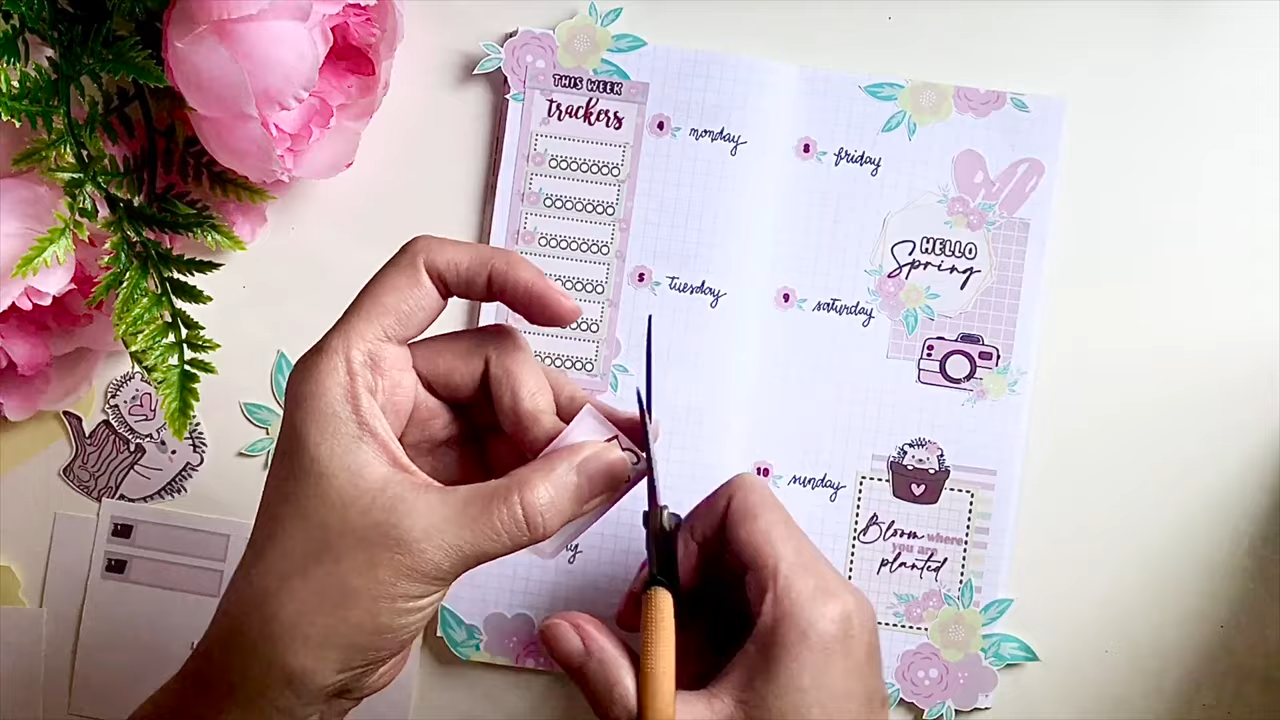 THIS WEEK
trackers
4 monday
5 tuesday
8 friday
9 saturday
10 sunday
HELLO
Spring
Bloom where
you are
planted